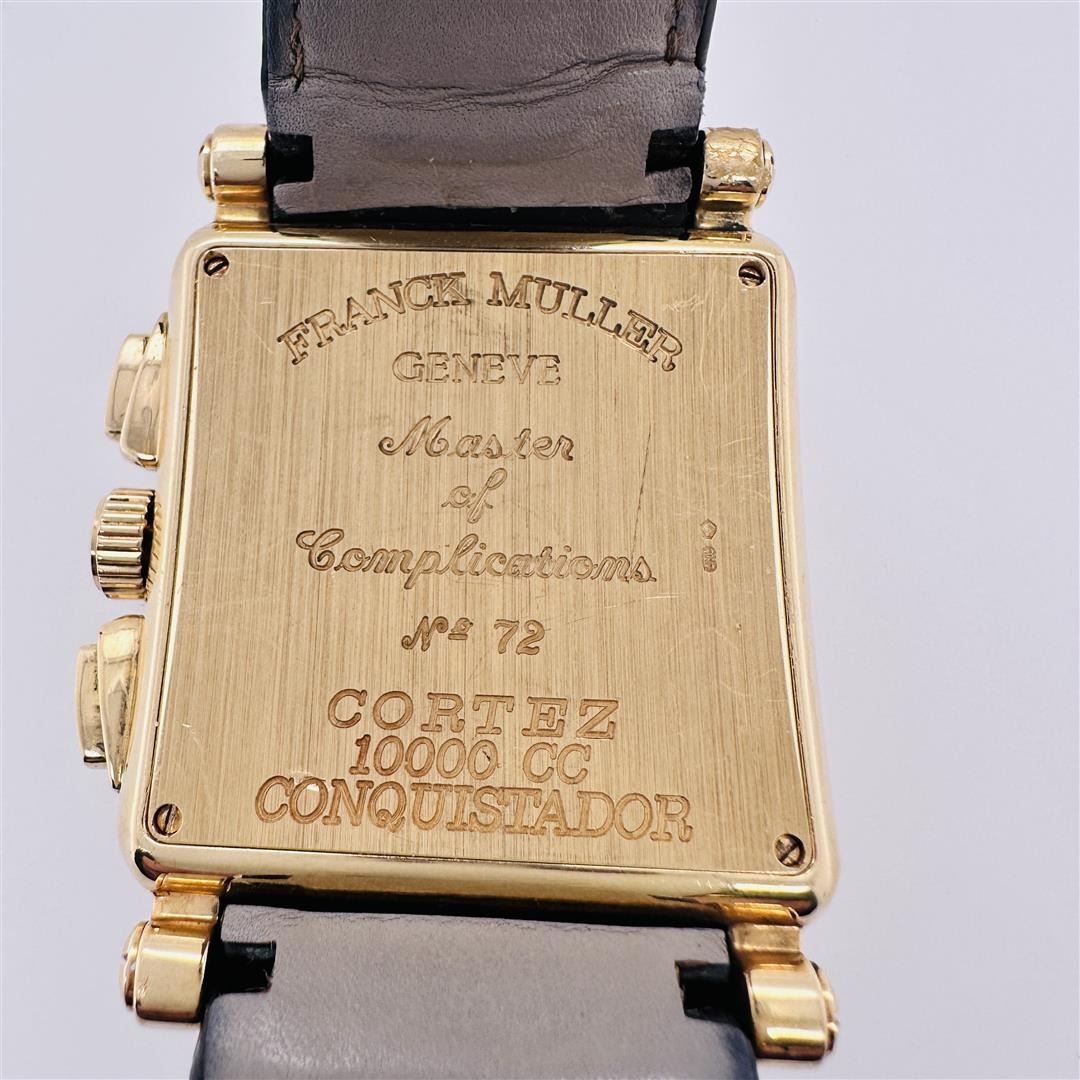 FRANCK MULLER
GENEVE
Master
of
Complications
Nº 72
CORTEZ
10000 CC
CONQUISTADOR